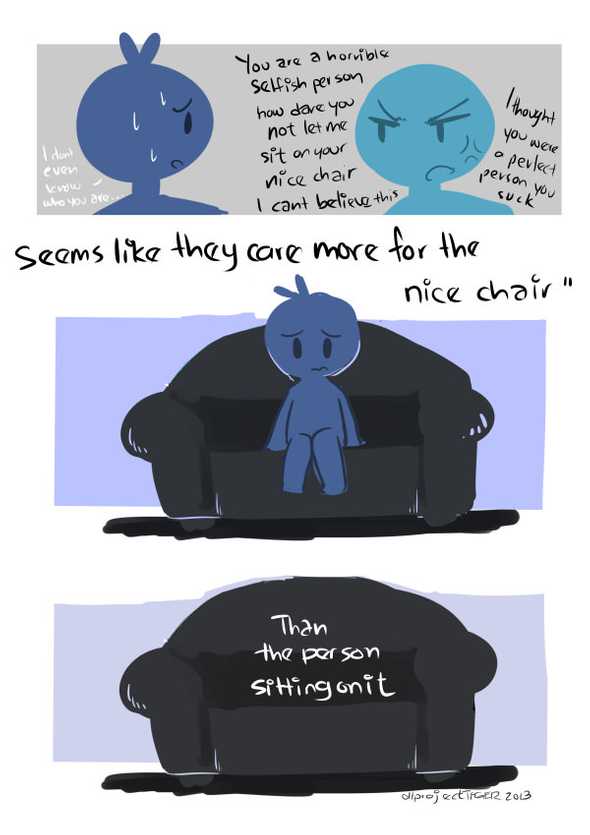 I dont
even
know
who you are...
You are a horrible
selfish person
how dare you
not let me
sit on your
nice chair
I cant believe this
I thought
you were
a perfect
person you
suck
Seems like they care more for the
nice chair"
Than
the person
sitting on it
dlprojectTIGER 2013